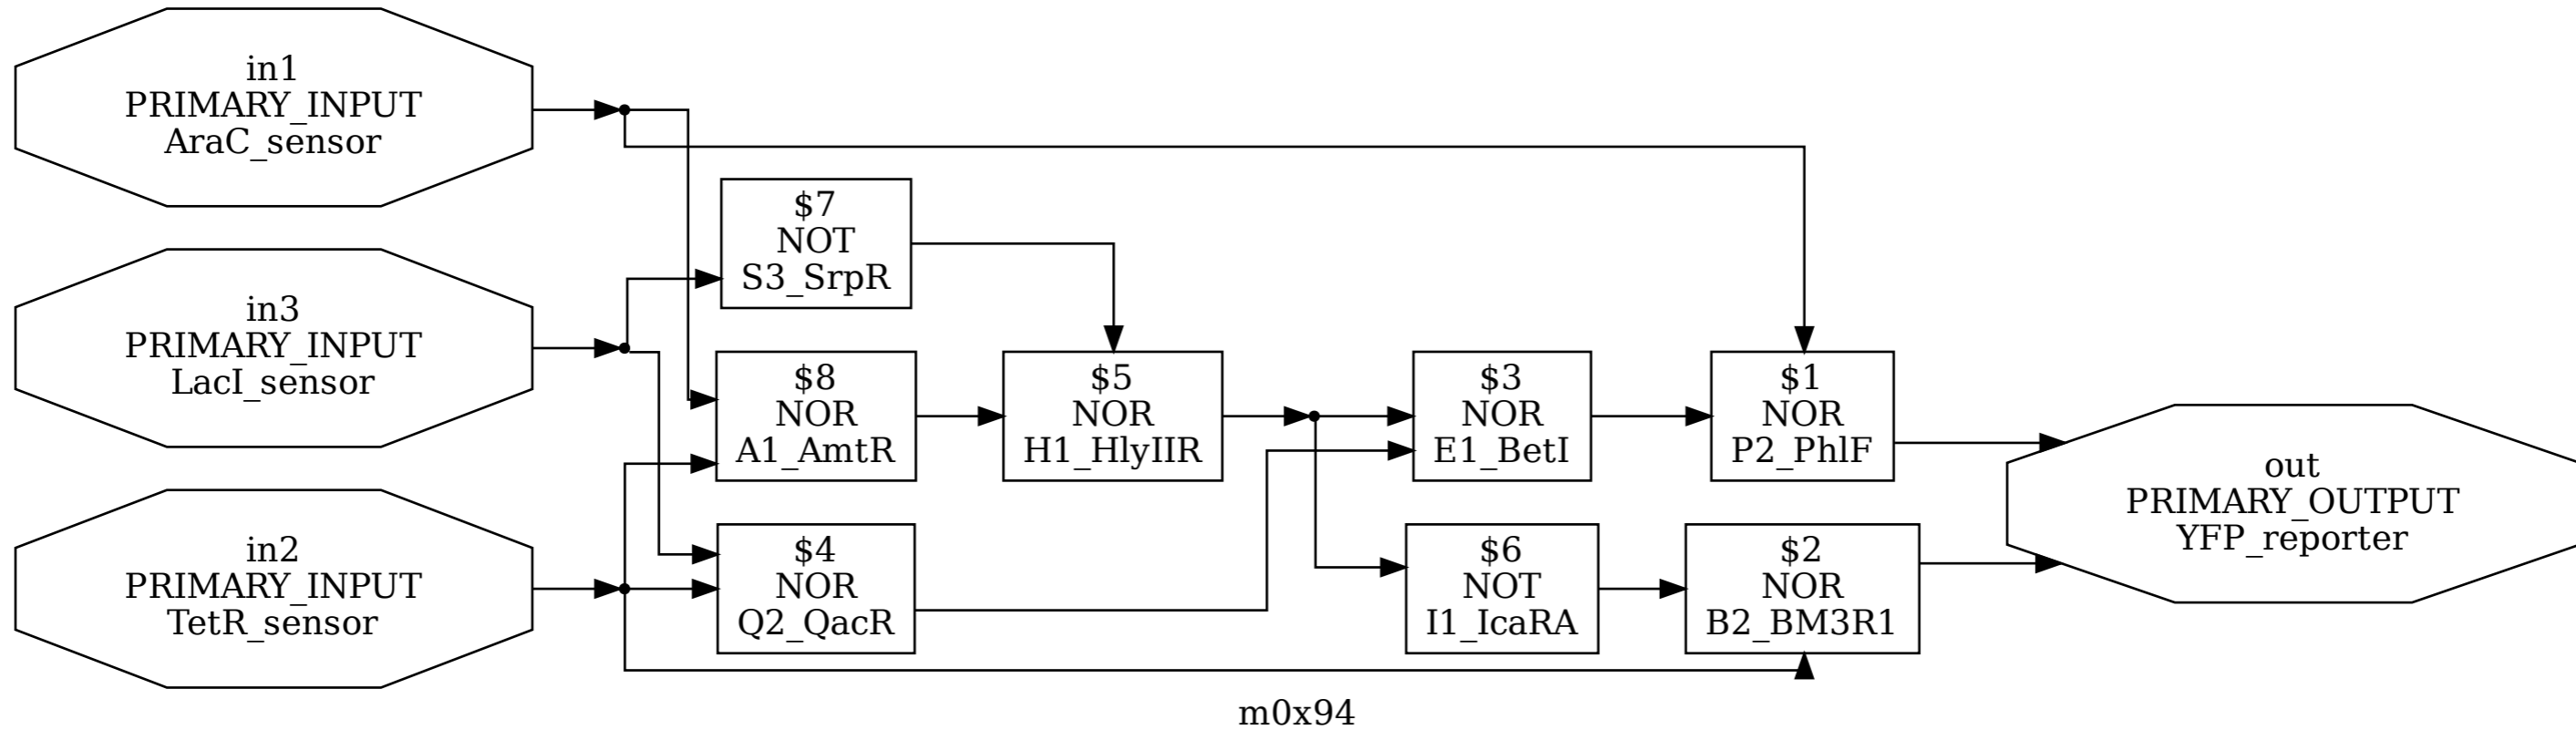 in1
PRIMARY_INPUT
AraC_sensor
in3
PRIMARY_INPUT
LacI_sensor
in2
PRIMARY_INPUT
TetR_sensor
$7
NOT
S3_SrpR
$8
NOR
A1_AmtR
$4
NOR
Q2_QacR
$5
NOR
H1_HlyIIR
$3
NOR
E1_BetI
$6
NOT
I1_IcaRA
$1
NOR
P2_PhlF
$2
NOR
B2_BM3R1
out
PRIMARY_OUTPUT
YFP_reporter
m0x94